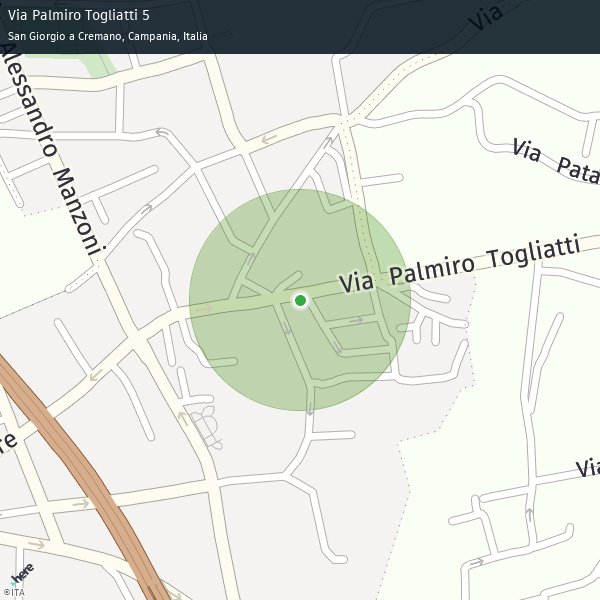 Via Palmiro Togliatti 5
San Giorgio a Cremano, Campania, Italia
Via
Alessandro Manzoni
Via Pata
Via Palmiro Togliatti
re
Via
here
©ITA